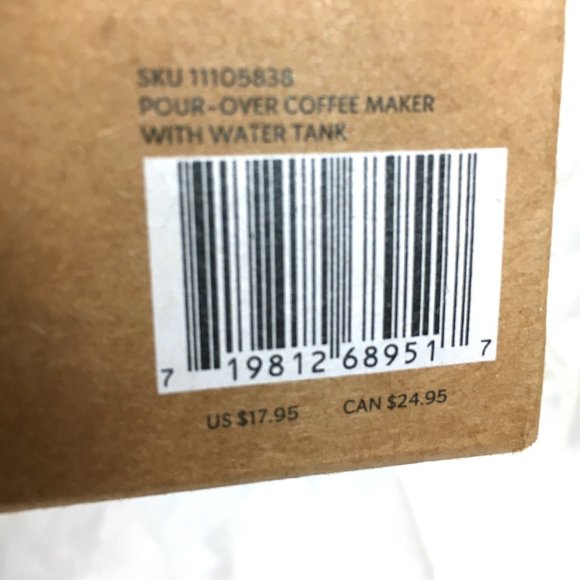 SKU 11105838
POUR-OVER COFFEE MAKER
WITH WATER TANK
7 19812 68951 7
US $17.95 CAN $24.95